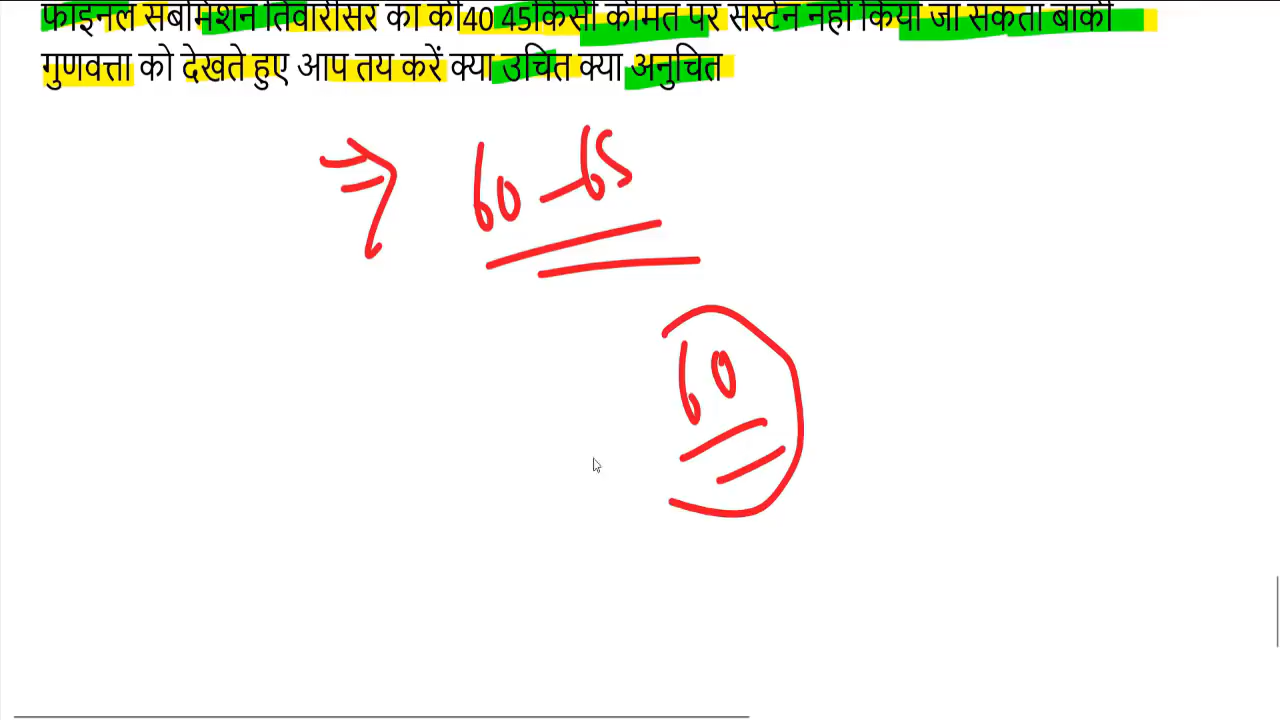 फाइनल सबमिशन तिवारीसर का की40 45किसी कीमत पर सस्टेन नहीं किया जा सकता बाकी
गुणवत्ता को देखते हुए आप तय करें क्या उचित क्या अनुचित
60-65
60